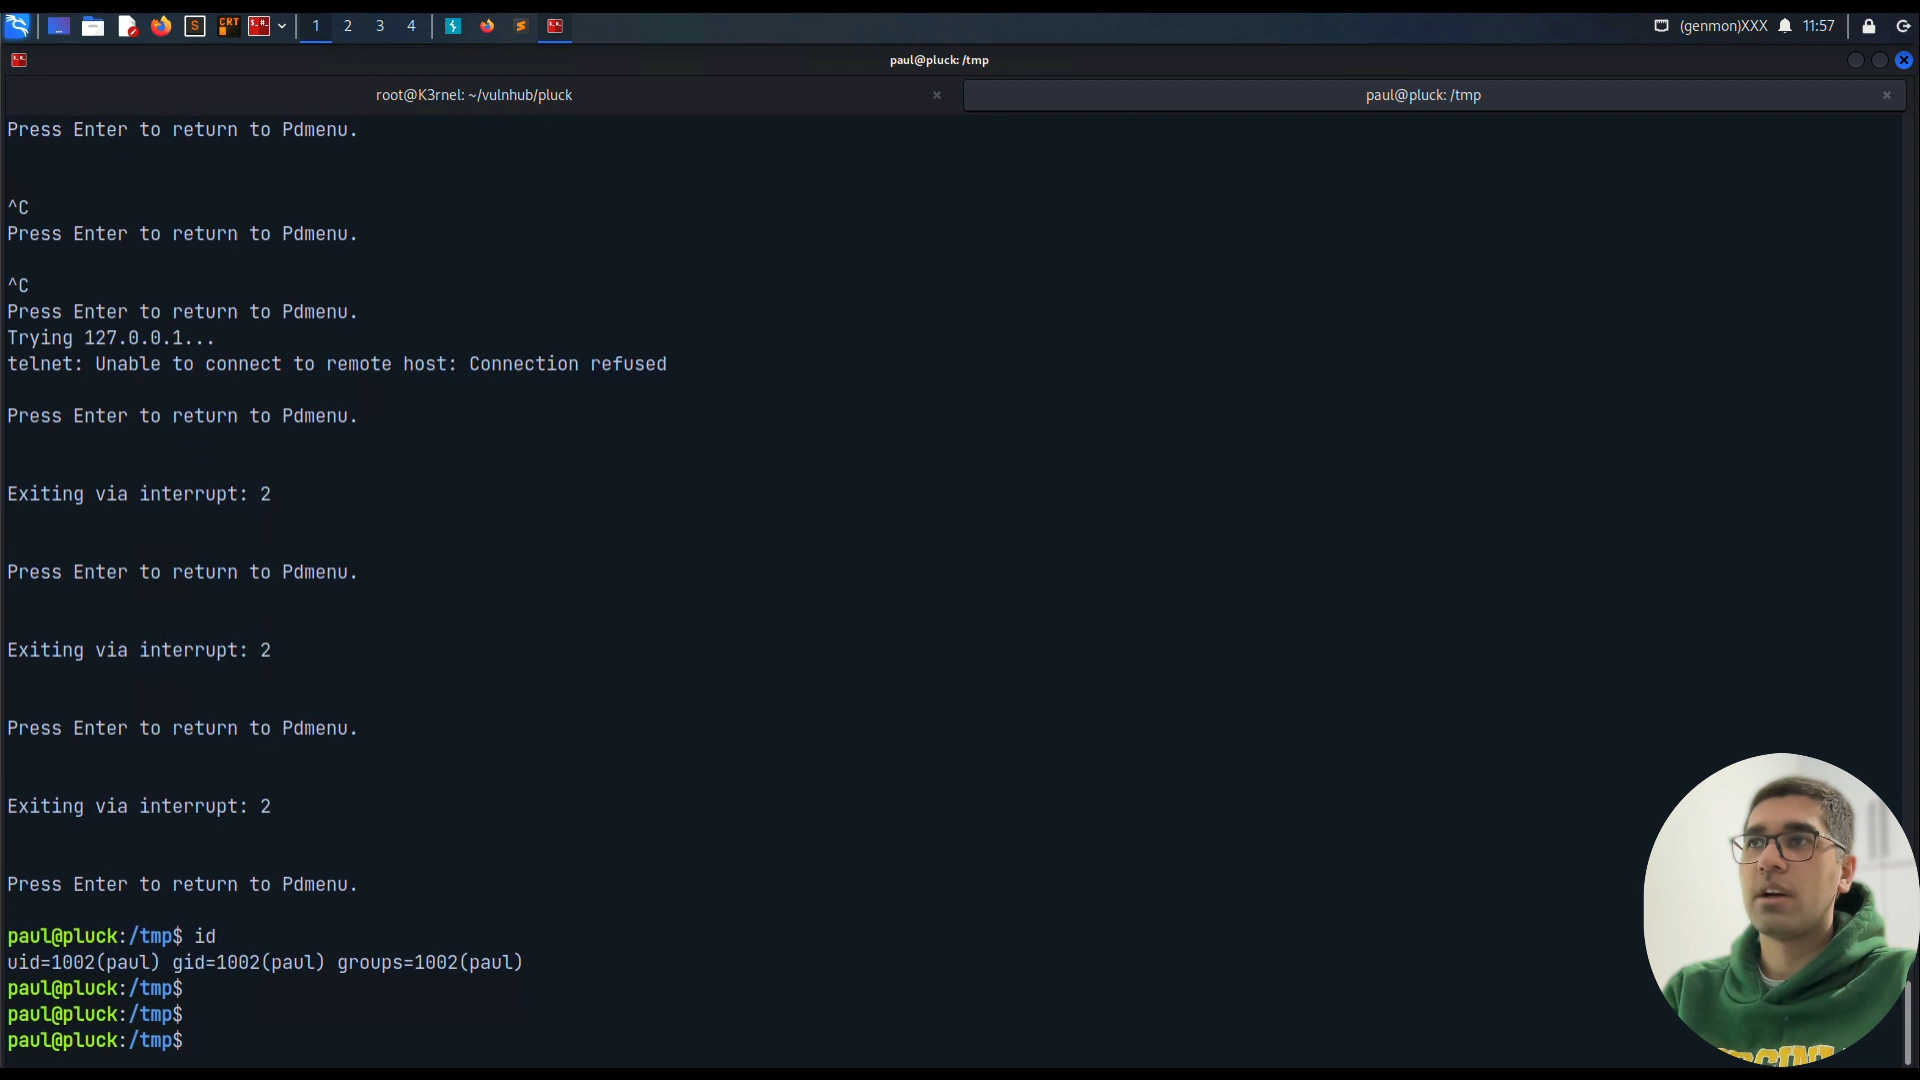 1 2 3 4
(genmon)XXX 11:57
paul@pluck: /tmp
root@K3rnel: ~/vulnhub/pluck
paul@pluck: /tmp
Press Enter to return to Pdmenu.
^C
Press Enter to return to Pdmenu.
^C
Press Enter to return to Pdmenu.
Trying 127.0.0.1...
telnet: Unable to connect to remote host: Connection refused
Press Enter to return to Pdmenu.
Exiting via interrupt: 2
Press Enter to return to Pdmenu.
Exiting via interrupt: 2
Press Enter to return to Pdmenu.
Exiting via interrupt: 2
Press Enter to return to Pdmenu.
paul@pluck:/tmp$ id
uid=1002(paul) gid=1002(paul) groups=1002(paul)
paul@pluck:/tmp$
paul@pluck:/tmp$
paul@pluck:/tmp$